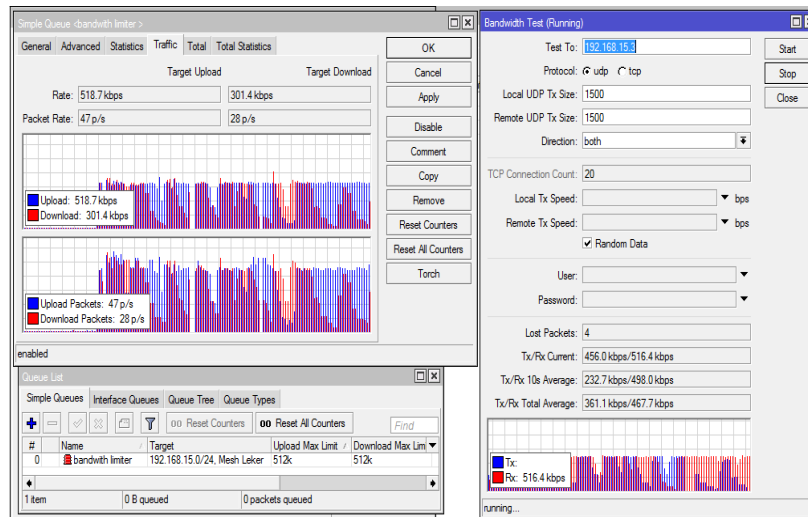 Simple Queue <bandwith limiter >
General Advanced Statistics Traffic Total Total Statistics
Target Upload Target Download
Rate: 518.7 kbps 301.4 kbps
Packet Rate: 47 p/s 28 p/s
Upload: 518.7 kbps
Download: 301.4 kbps
Upload Packets: 47 p/s
Download Packets: 28 p/s
enabled
OK
Cancel
Apply
Disable
Comment
Copy
Remove
Reset Counters
Reset All Counters
Torch
Queue List
Simple Queues Interface Queues Queue Tree Queue Types
00 Reset Counters 00 Reset All Counters Find
# Name Target Upload Max Limit Download Max Lim
0 bandwith limiter 192.168.15.0/24, Mesh Leker 512k 512k
1 item 0 B queued 0 packets queued
Bandwidth Test (Running)
Test To: 192.168.15.3
Protocol: udp tcp
Local UDP Tx Size: 1500
Remote UDP Tx Size: 1500
Direction: both
TCP Connection Count: 20
Local Tx Speed: bps
Remote Tx Speed: bps
Random Data
User:
Password:
Lost Packets: 4
Tx/Rx Current: 456.0 kbps/516.4 kbps
Tx/Rx 10s Average: 232.7 kbps/498.0 kbps
Tx/Rx Total Average: 361.1 kbps/467.7 kbps
Tx:
Rx: 516.4 kbps
running...
Start
Stop
Close